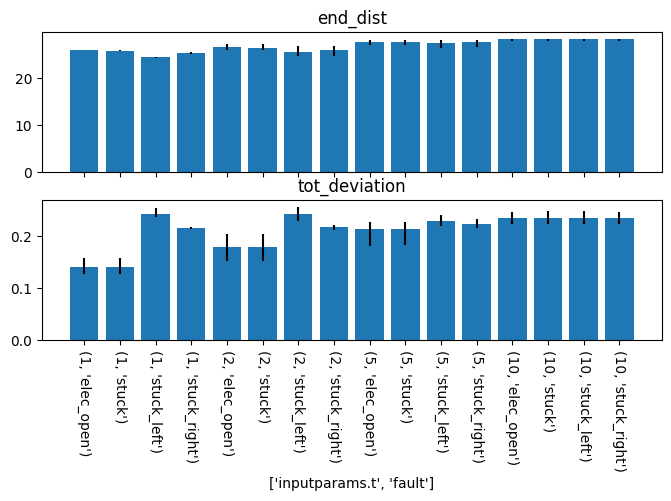 end_dist
20
10
0
tot_deviation
0.2
0.1
0.0
(1, 'elec_open')
(1, 'stuck')
(1, 'stuck_left')
(1, 'stuck_right')
(2, 'elec_open')
(2, 'stuck')
(2, 'stuck_left')
(2, 'stuck_right')
(5, 'elec_open')
(5, 'stuck')
(5, 'stuck_left')
(5, 'stuck_right')
(10, 'elec_open')
(10, 'stuck')
(10, 'stuck_left')
(10, 'stuck_right')
['inputparams.t', 'fault']